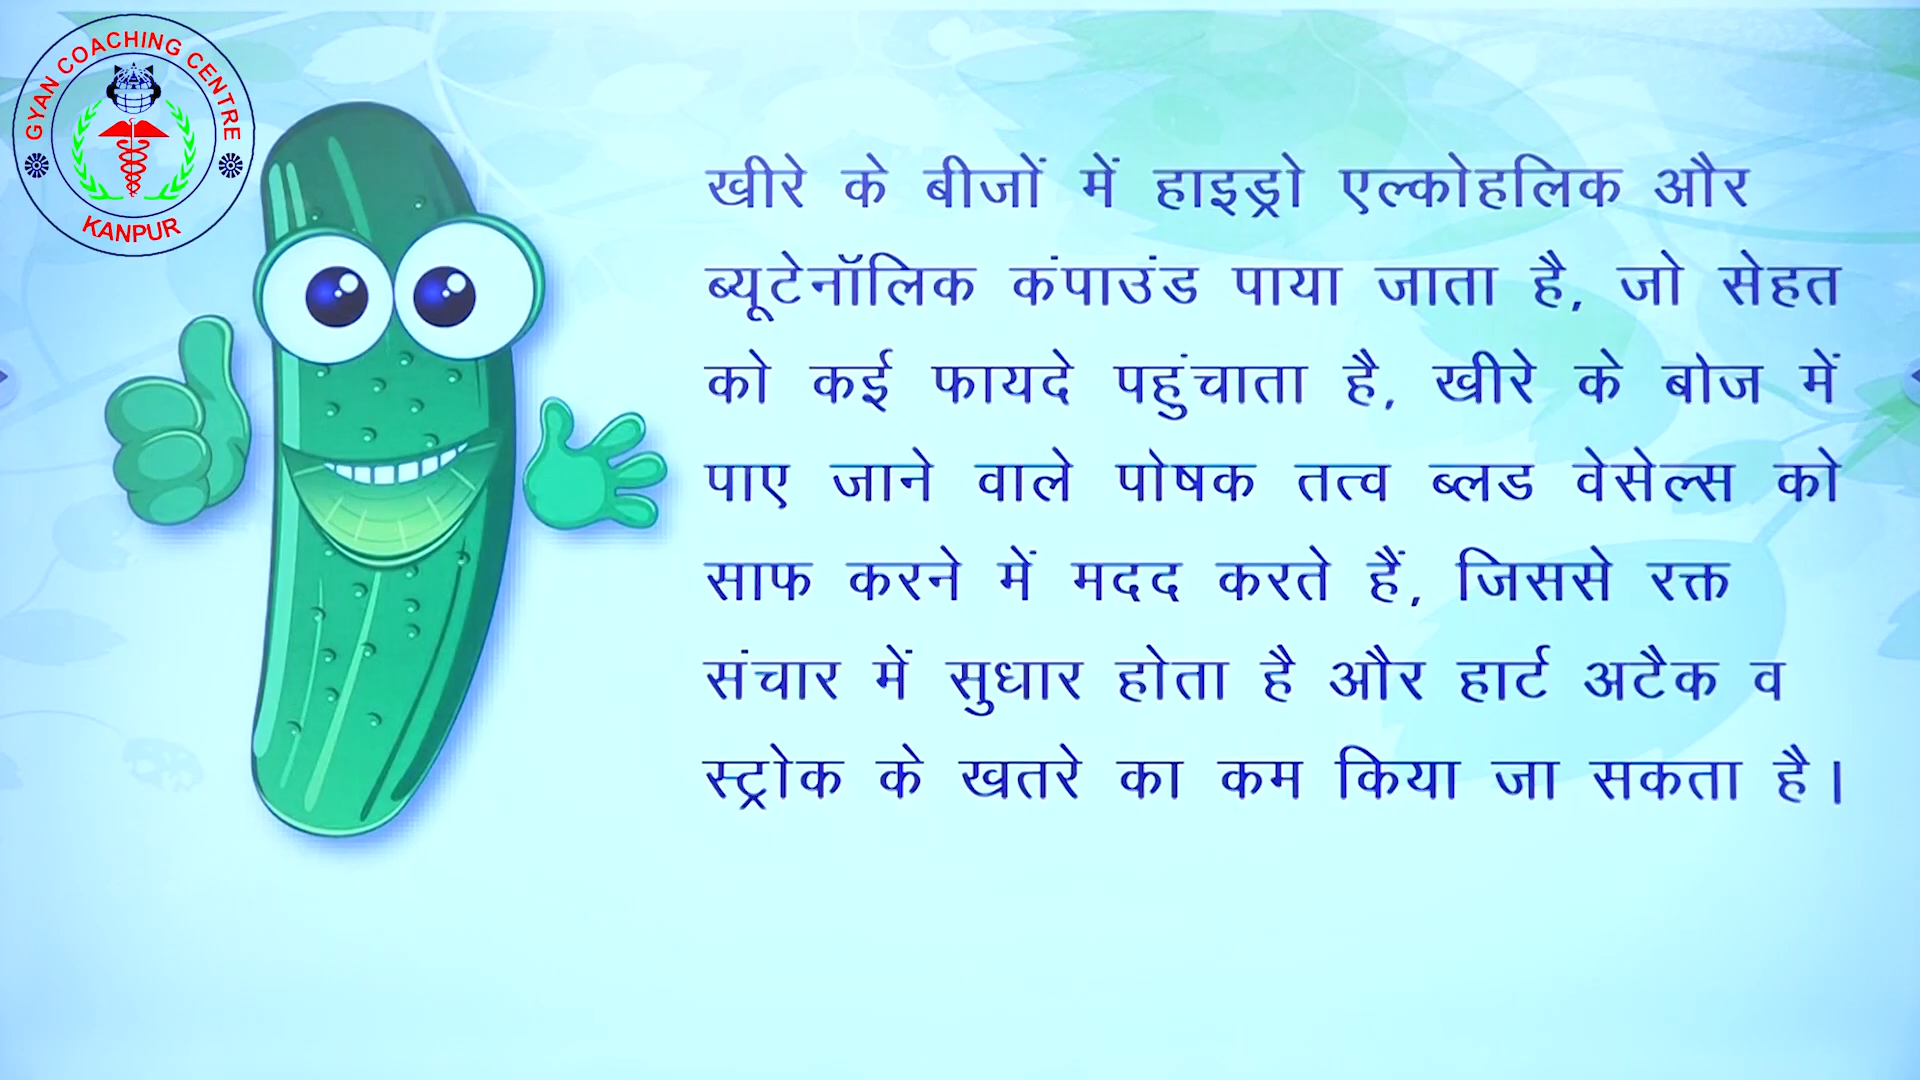 GYAN COACHING CENTRE
KANPUR
खीरे के बीजों में हाइड्रो एल्कोहलिक और
ब्यूटेनॉलिक कंपाउंड पाया जाता है, जो सेहत
को कई फायदे पहुंचाता है, खीरे के बोज में
पाए जाने वाले पोषक तत्व ब्लड वेसेल्स को
साफ करने में मदद करते हैं, जिससे रक्त
संचार में सुधार होता है और हार्ट अटैक व
स्ट्रोक के खतरे का कम किया जा सकता है।